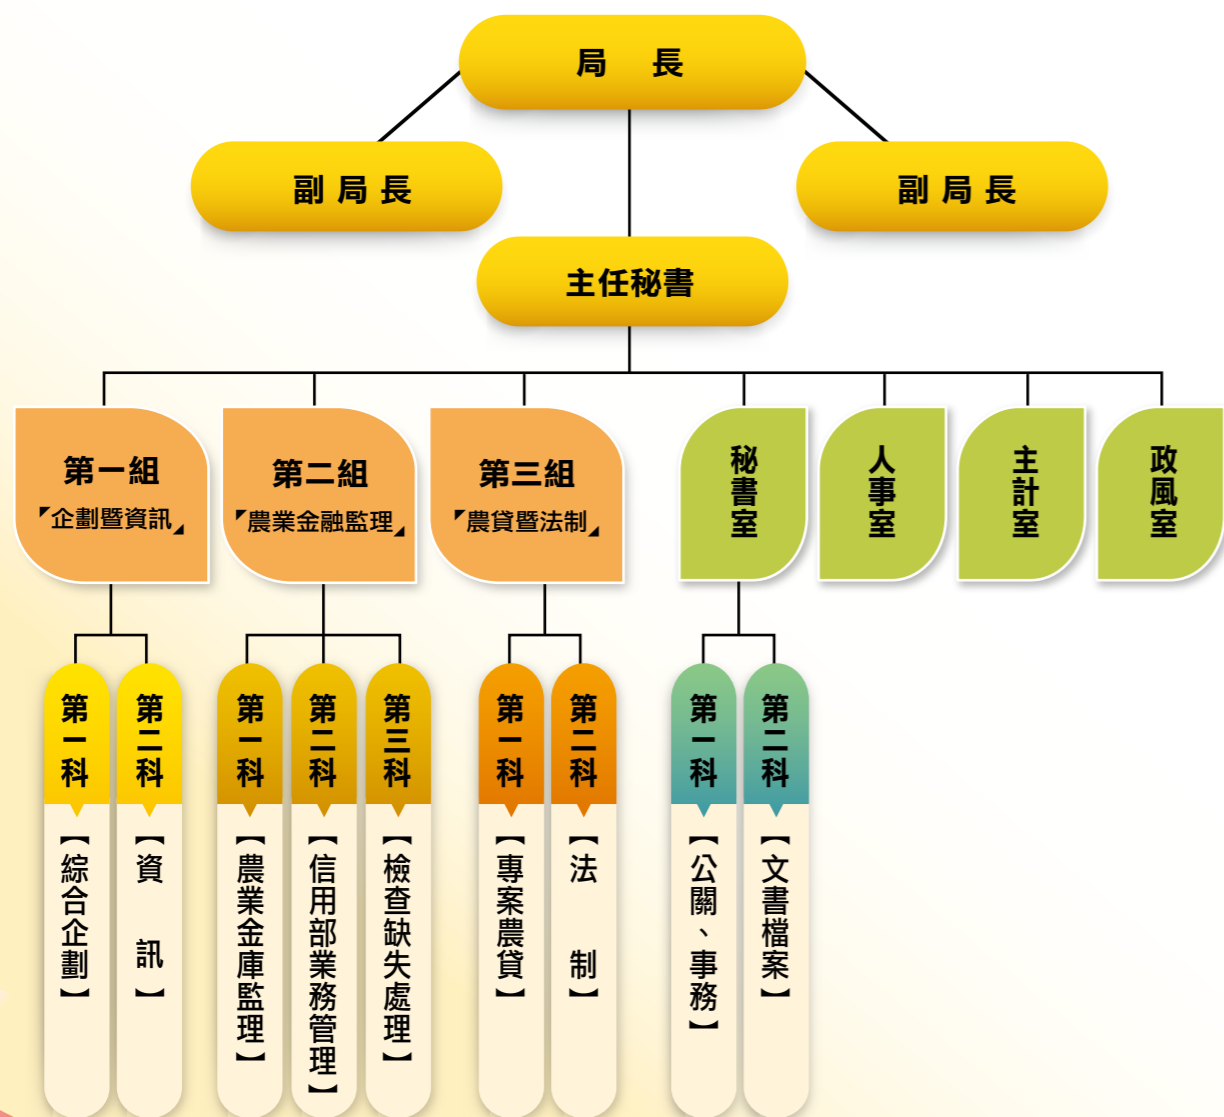 局 長
副局長
副局長
主任秘書
第一組
「企劃暨資訊」
第二組
「農業金融監理」
第三組
「農貸暨法制」
秘書室
人事室
主計室
政風室
第一科
【綜合企劃】
第二科
【資訊】
第一科
【農業金庫監理】
第二科
【信用部業務管理】
第三科
【檢查缺失處理】
第一科
【專案農貸】
第二科
【法制】
第一科
【公關、事務】
第二科
【文書檔案】